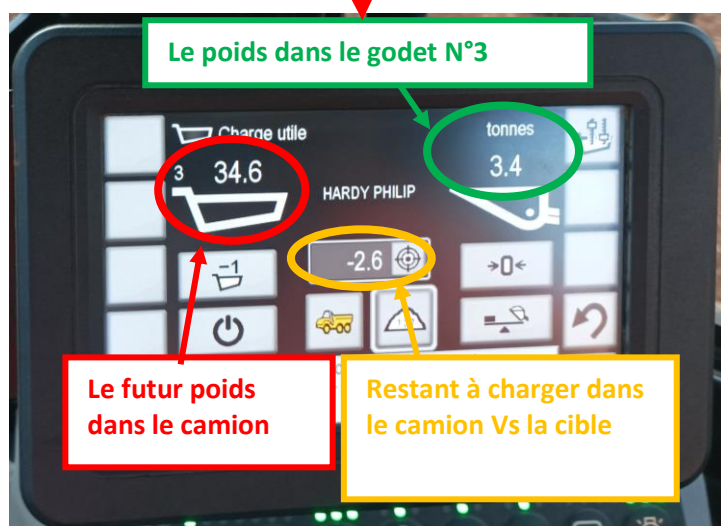 Le poids dans le godet N°3
Charge utile
tonnes
3
34.6
3.4
HARDY PHILIP
-2.6
-1
→0←
Le futur poids
dans le camion
Restant à charger dans
le camion Vs la cible